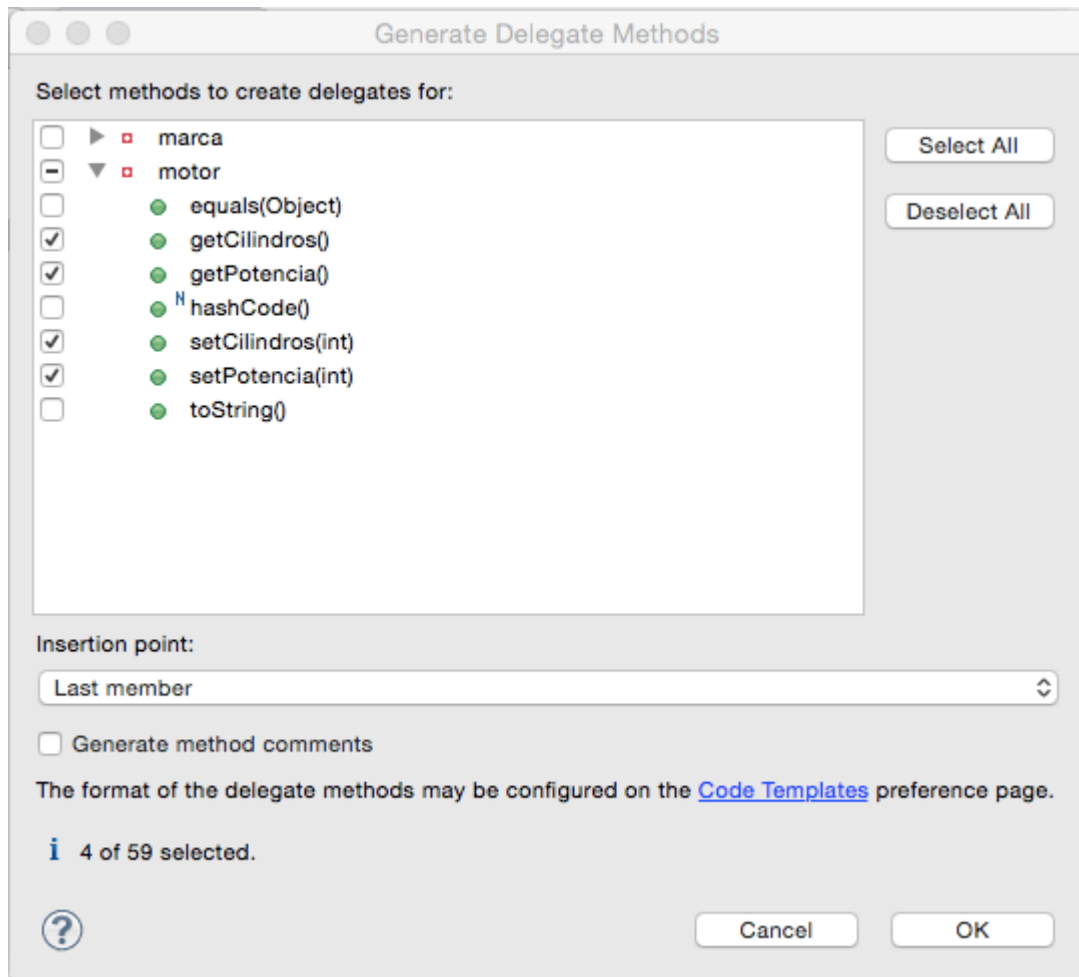 Generate Delegate Methods
Select methods to create delegates for:
marca
Select All
motor
equals(Object)
Deselect All
getCilindros()
getPotencia()
N hashCode()
setCilindros(int)
setPotencia(int)
toString()
Insertion point:
Last member
Generate method comments
The format of the delegate methods may be configured on the Code Templates preference page.
i 4 of 59 selected.
?
Cancel
OK